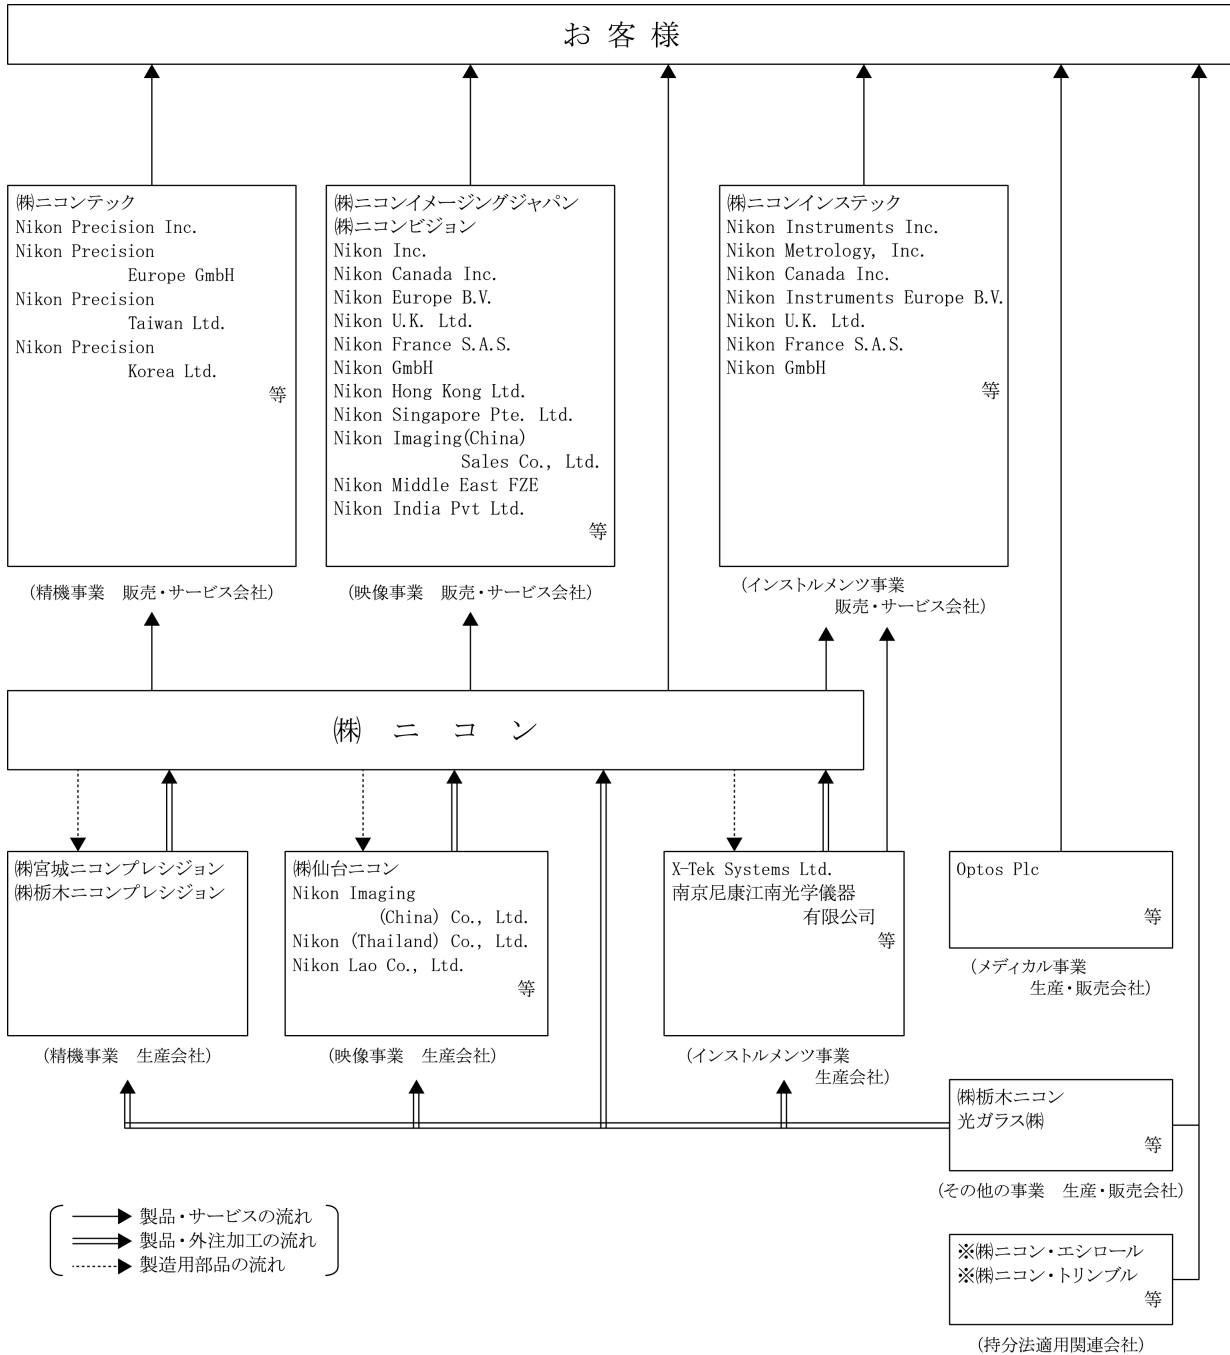 お客様
㈱ニコンテック
Nikon Precision Inc.
Nikon Precision
Europe GmbH
Nikon Precision
Taiwan Ltd.
Nikon Precision
Korea Ltd.
等
(精機事業　販売・サービス会社)
㈱ニコンイメージングジャパン
㈱ニコンビジョン
Nikon Inc.
Nikon Canada Inc.
Nikon Europe B.V.
Nikon U.K. Ltd.
Nikon France S.A.S.
Nikon GmbH
Nikon Hong Kong Ltd.
Nikon Singapore Pte. Ltd.
Nikon Imaging(China)
Sales Co., Ltd.
Nikon Middle East FZE
Nikon India Pvt Ltd.
等
(映像事業　販売・サービス会社)
㈱ニコンインステック
Nikon Instruments Inc.
Nikon Metrology, Inc.
Nikon Canada Inc.
Nikon Instruments Europe B.V.
Nikon U.K. Ltd.
Nikon France S.A.S.
Nikon GmbH
等
(インストルメンツ事業
販売・サービス会社)
㈱ニコン
㈱宮城ニコンプレシジョン
㈱栃木ニコンプレシジョン
(精機事業　生産会社)
㈱仙台ニコン
Nikon Imaging
(China) Co., Ltd.
Nikon (Thailand) Co., Ltd.
Nikon Lao Co., Ltd.
等
(映像事業　生産会社)
X-Tek Systems Ltd.
南京尼康江南光学儀器
有限公司
等
(インストルメンツ事業
生産会社)
Optos Plc
等
(メディカル事業
生産・販売会社)
㈱栃木ニコン
光ガラス㈱
等
(その他の事業　生産・販売会社)
※㈱ニコン・エシロール
※㈱ニコン・トリンブル
等
(持分法適用関連会社)
製品・サービスの流れ
製品・外注加工の流れ
製造用部品の流れ